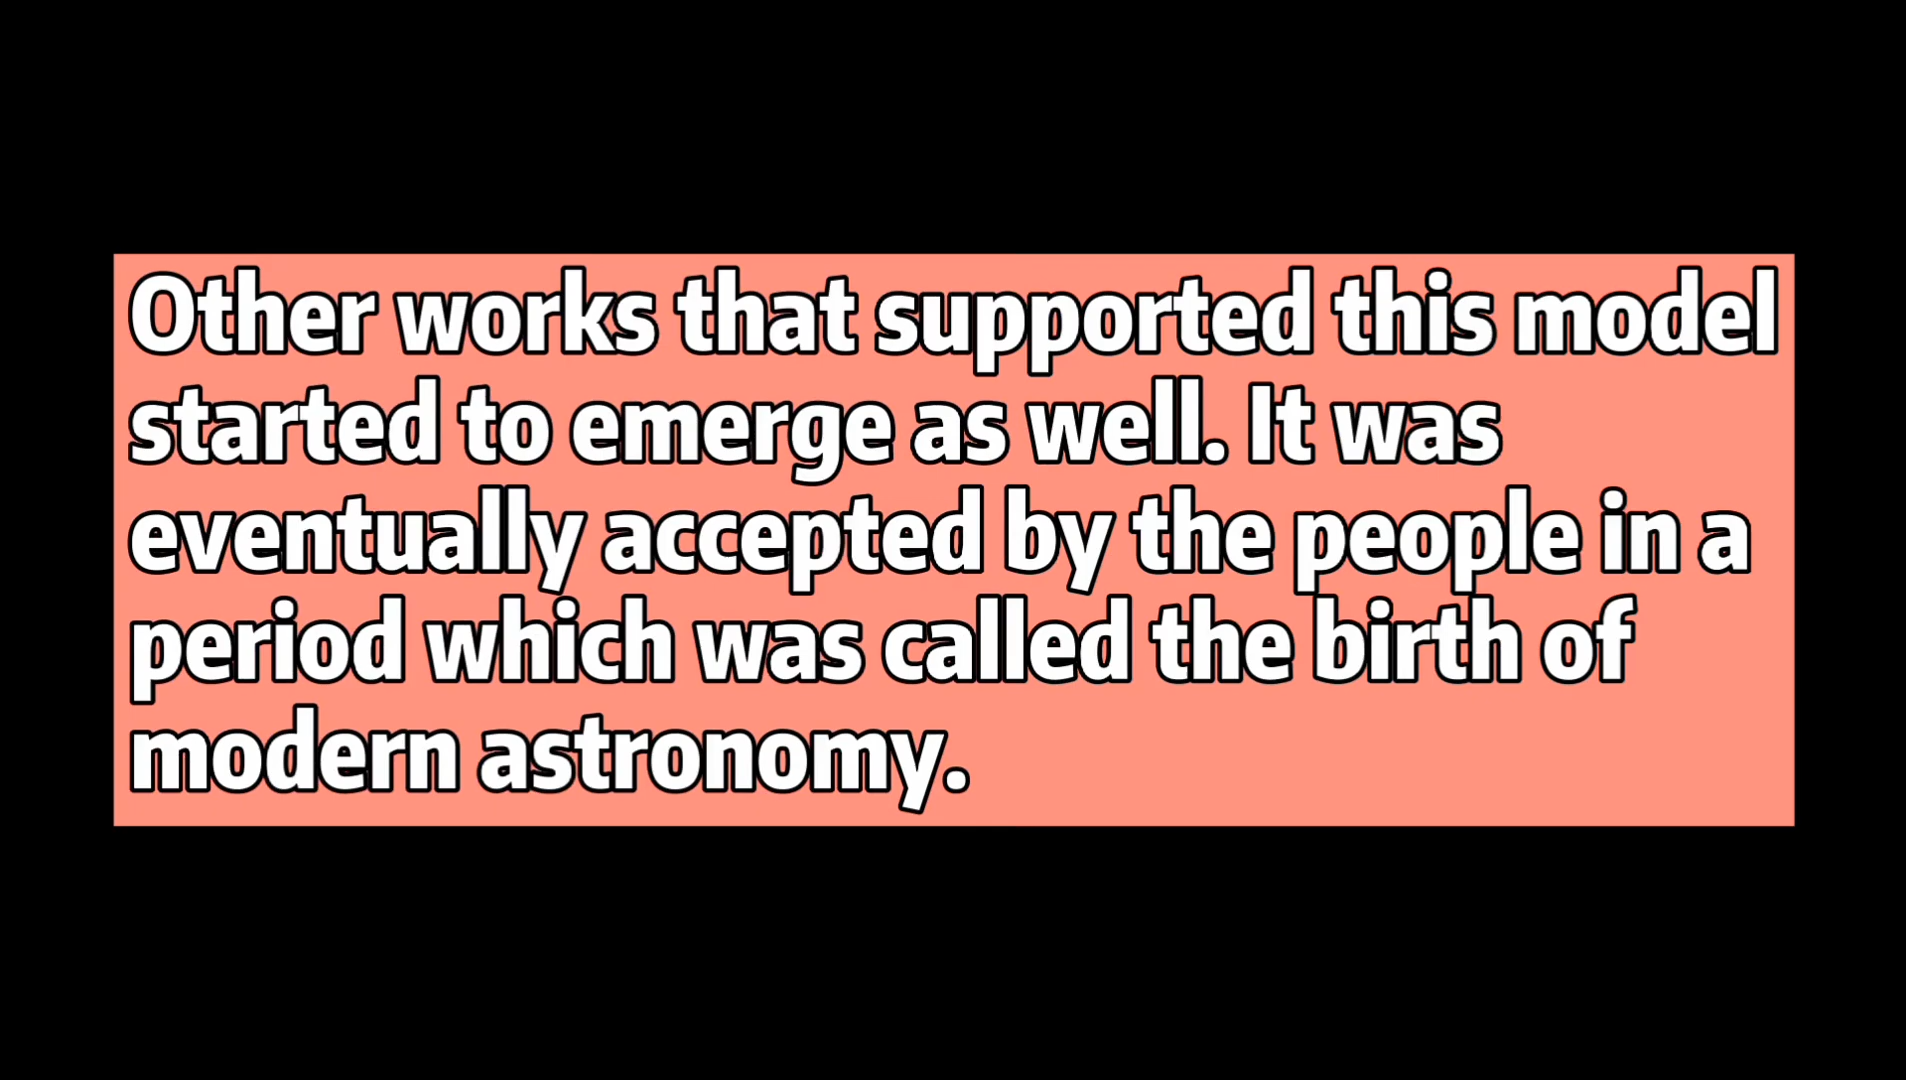 Other works that supported this model
started to emerge as well. It was
eventually accepted by the people in a
period which was called the birth of
modern astronomy.